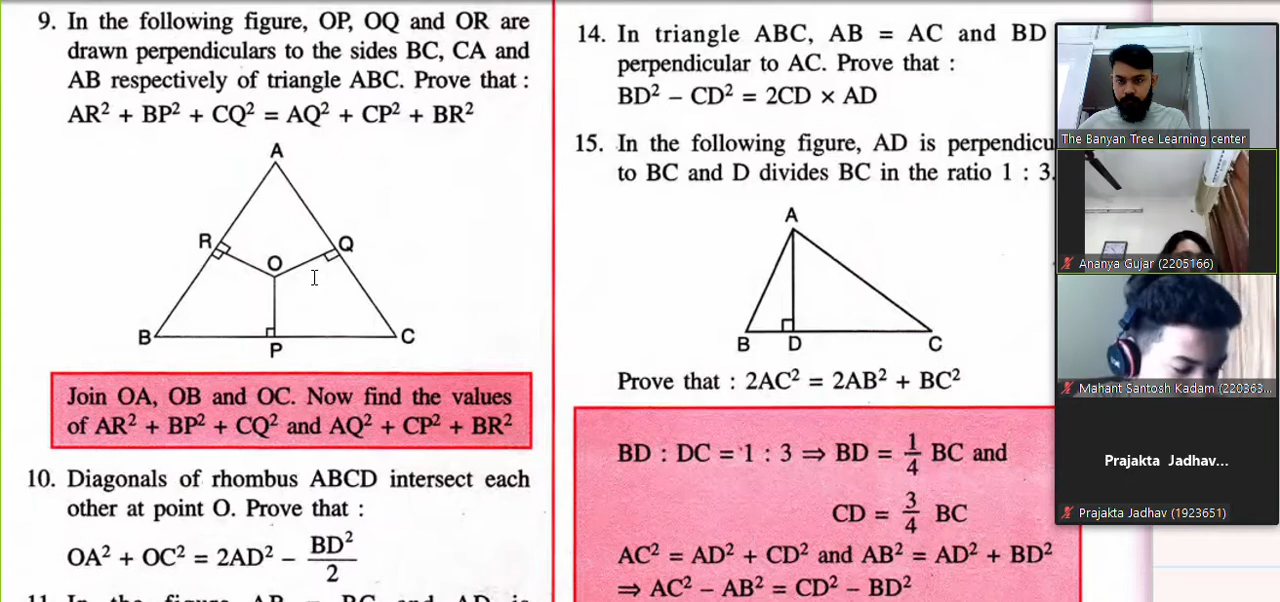 9. In the following figure, OP, OQ and OR are
drawn perpendiculars to the sides BC, CA and
AB respectively of triangle ABC. Prove that :
AR² + BP² + CQ² = AQ² + CP² + BR²
A
R
Q
O
B
C
P
Join OA, OB and OC. Now find the values
of AR² + BP² + CQ² and AQ² + CP² + BR²
10. Diagonals of rhombus ABCD intersect each
other at point O. Prove that :
OA² + OC² = 2AD² – BD²/2
14. In triangle ABC, AB = AC and BD
perpendicular to AC. Prove that :
BD² – CD² = 2CD × AD
15. In the following figure, AD is perpendicu
to BC and D divides BC in the ratio 1 : 3.
A
B
D
C
Prove that : 2AC² = 2AB² + BC²
BD : DC = 1 : 3 ⇒ BD = 1/4 BC and
CD = 3/4 BC
AC² = AD² + CD² and AB² = AD² + BD²
⇒ AC² – AB² = CD² – BD²
The Banyan Tree Learning center
Ananya Gujar (2205166)
Mahant Santosh Kadam (220363...
Prajakta Jadhav...
Prajakta Jadhav (1923651)